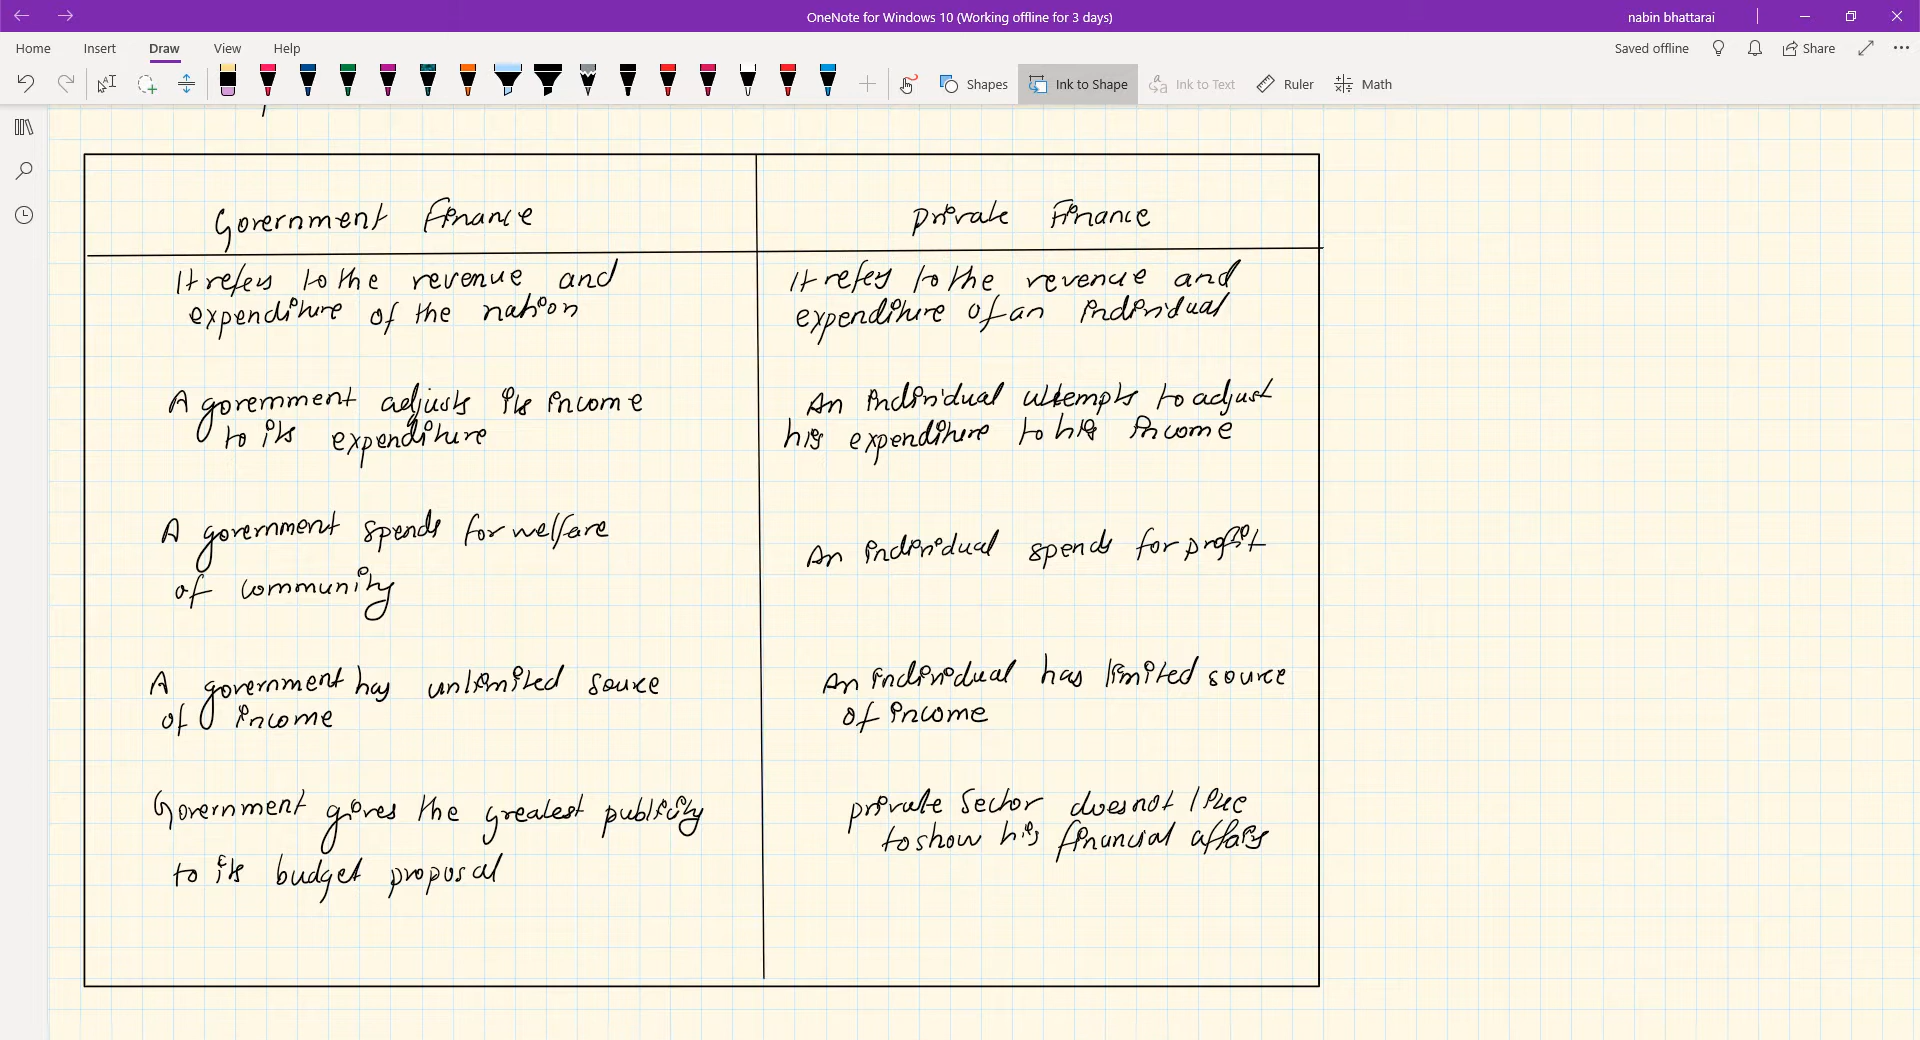 OneNote for Windows 10 (Working offline for 3 days)
nabin bhattarai
Home Insert Draw View Help
Saved offline Share
Shapes Ink to Shape Ink to Text Ruler Math
Government Finance
Private Finance
It refers to the revenue and
expenditure of the nation
It refers to the revenue and
expenditure of an individual
A government adjusts its income
to its expenditure
An individual attempts to adjust
his expenditure to his income
A government spends for welfare
of community
An individual spends for profit
A government has unlimited source
of income
An individual has limited source
of income
Government gives the greatest publicity
to its budget proposal
private sector does not like
to show his financial affairs